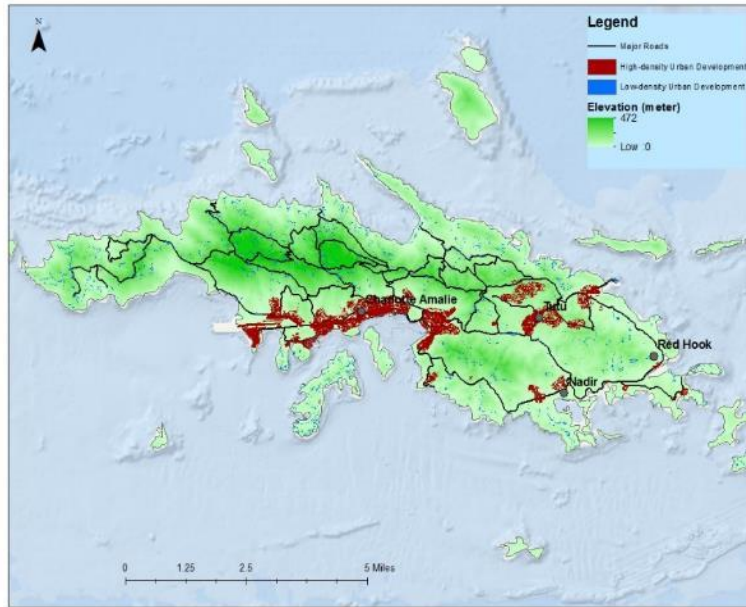 N
Legend
Major Roads
High-density Urban Development
Low-density Urban Development
Elevation (meter)
472
Low :0
Charlotte Amalie
Tutu
Red Hook
Nadir
0 1.25 2.5 5 Miles